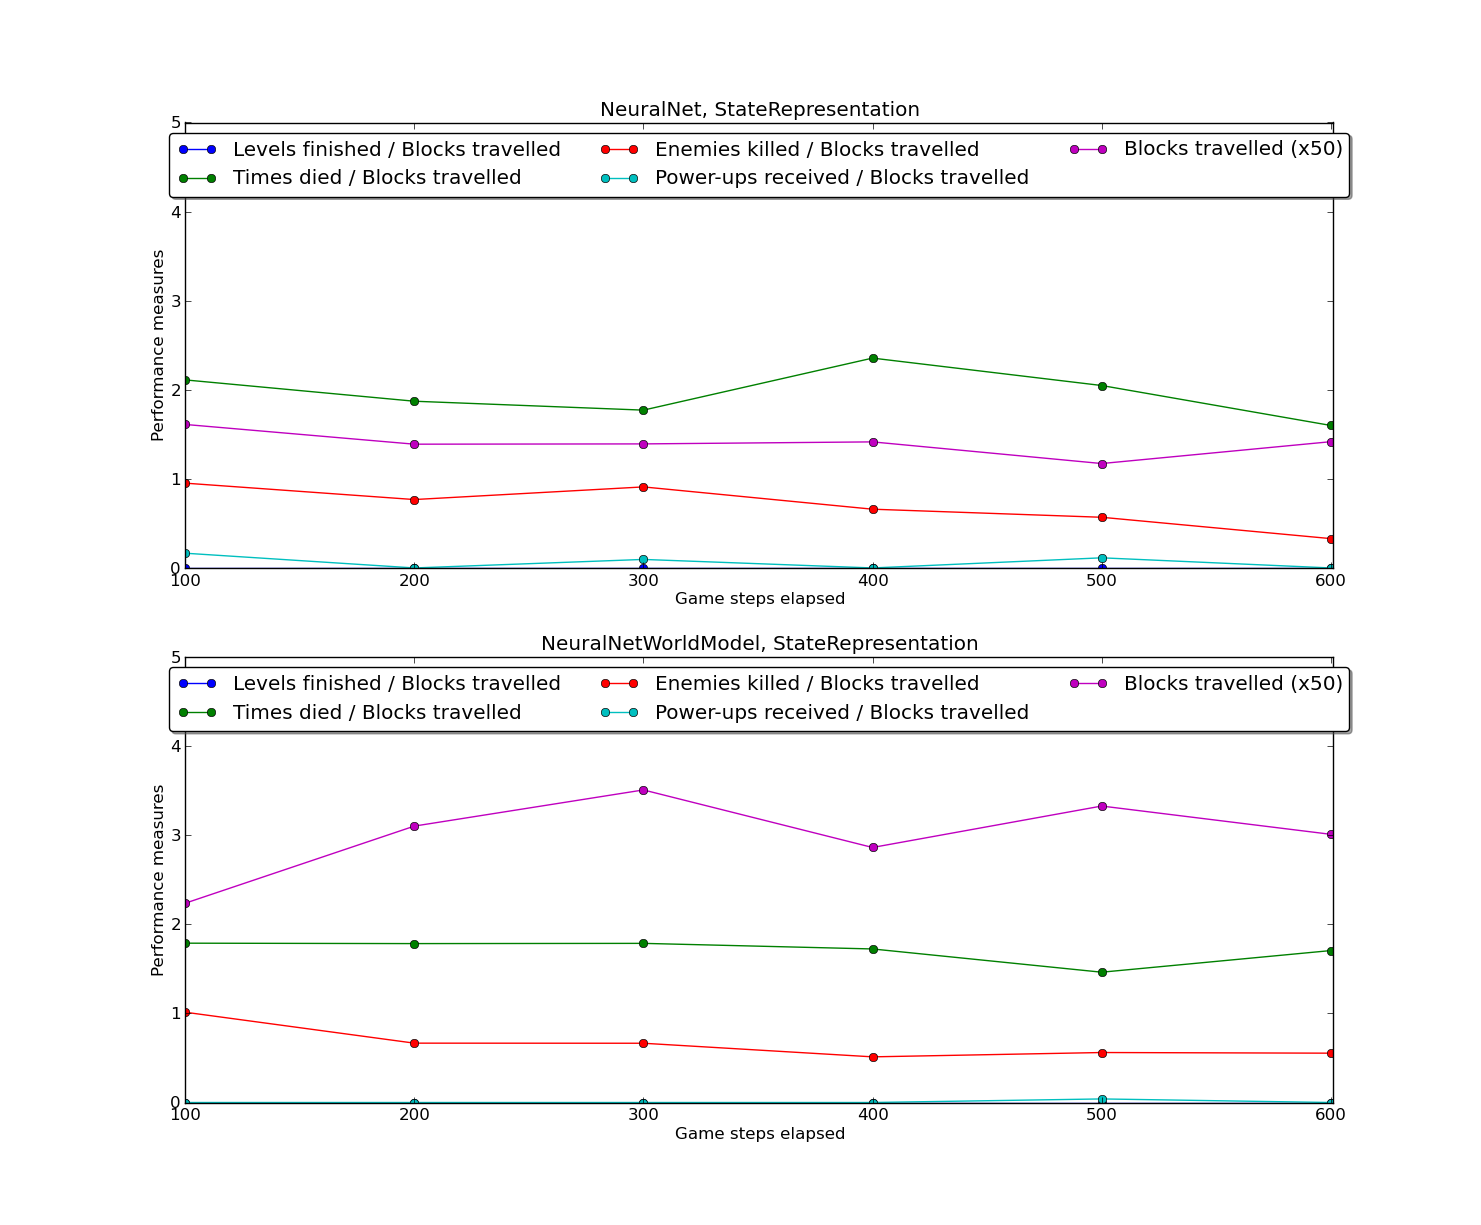 NeuralNet, StateRepresentation
5
Levels finished / Blocks travelled Enemies killed / Blocks travelled Blocks travelled (x50)
Times died / Blocks travelled Power-ups received / Blocks travelled
4
3
2
1
0
Performance measures
100 200 300 400 500 600
Game steps elapsed
NeuralNetWorldModel, StateRepresentation
5
Levels finished / Blocks travelled Enemies killed / Blocks travelled Blocks travelled (x50)
Times died / Blocks travelled Power-ups received / Blocks travelled
4
3
2
1
0
Performance measures
100 200 300 400 500 600
Game steps elapsed